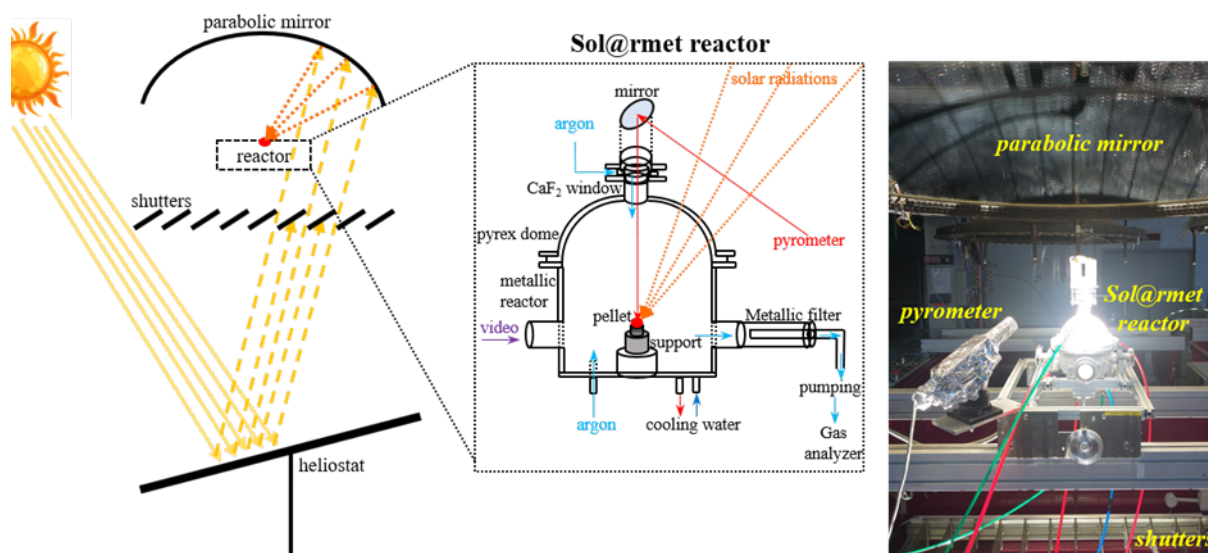 parabolic mirror
reactor
shutters
heliostat
Sol@rmet reactor
solar radiations
mirror
argon
CaF2 window
pyrex dome
pyrometer
metallic
reactor
pellet
Metallic filter
video
support
pumping
argon
cooling water
Gas
analyzer
parabolic mirror
pyrometer
Sol@rmet
reactor
shutters